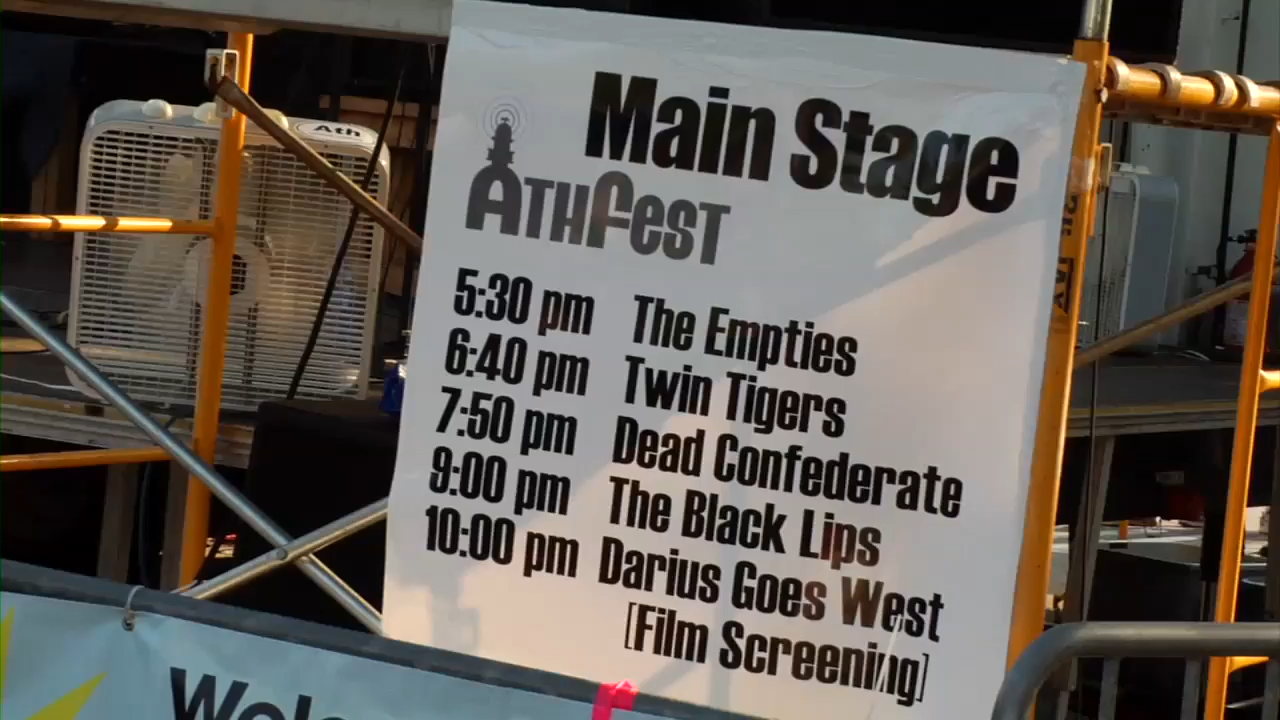 Ath
Main Stage
AthFest
5:30 pm The Empties
6:40 pm Twin Tigers
7:50 pm Dead Confederate
9:00 pm The Black Lips
10:00 pm Darius Goes West
[Film Screening]